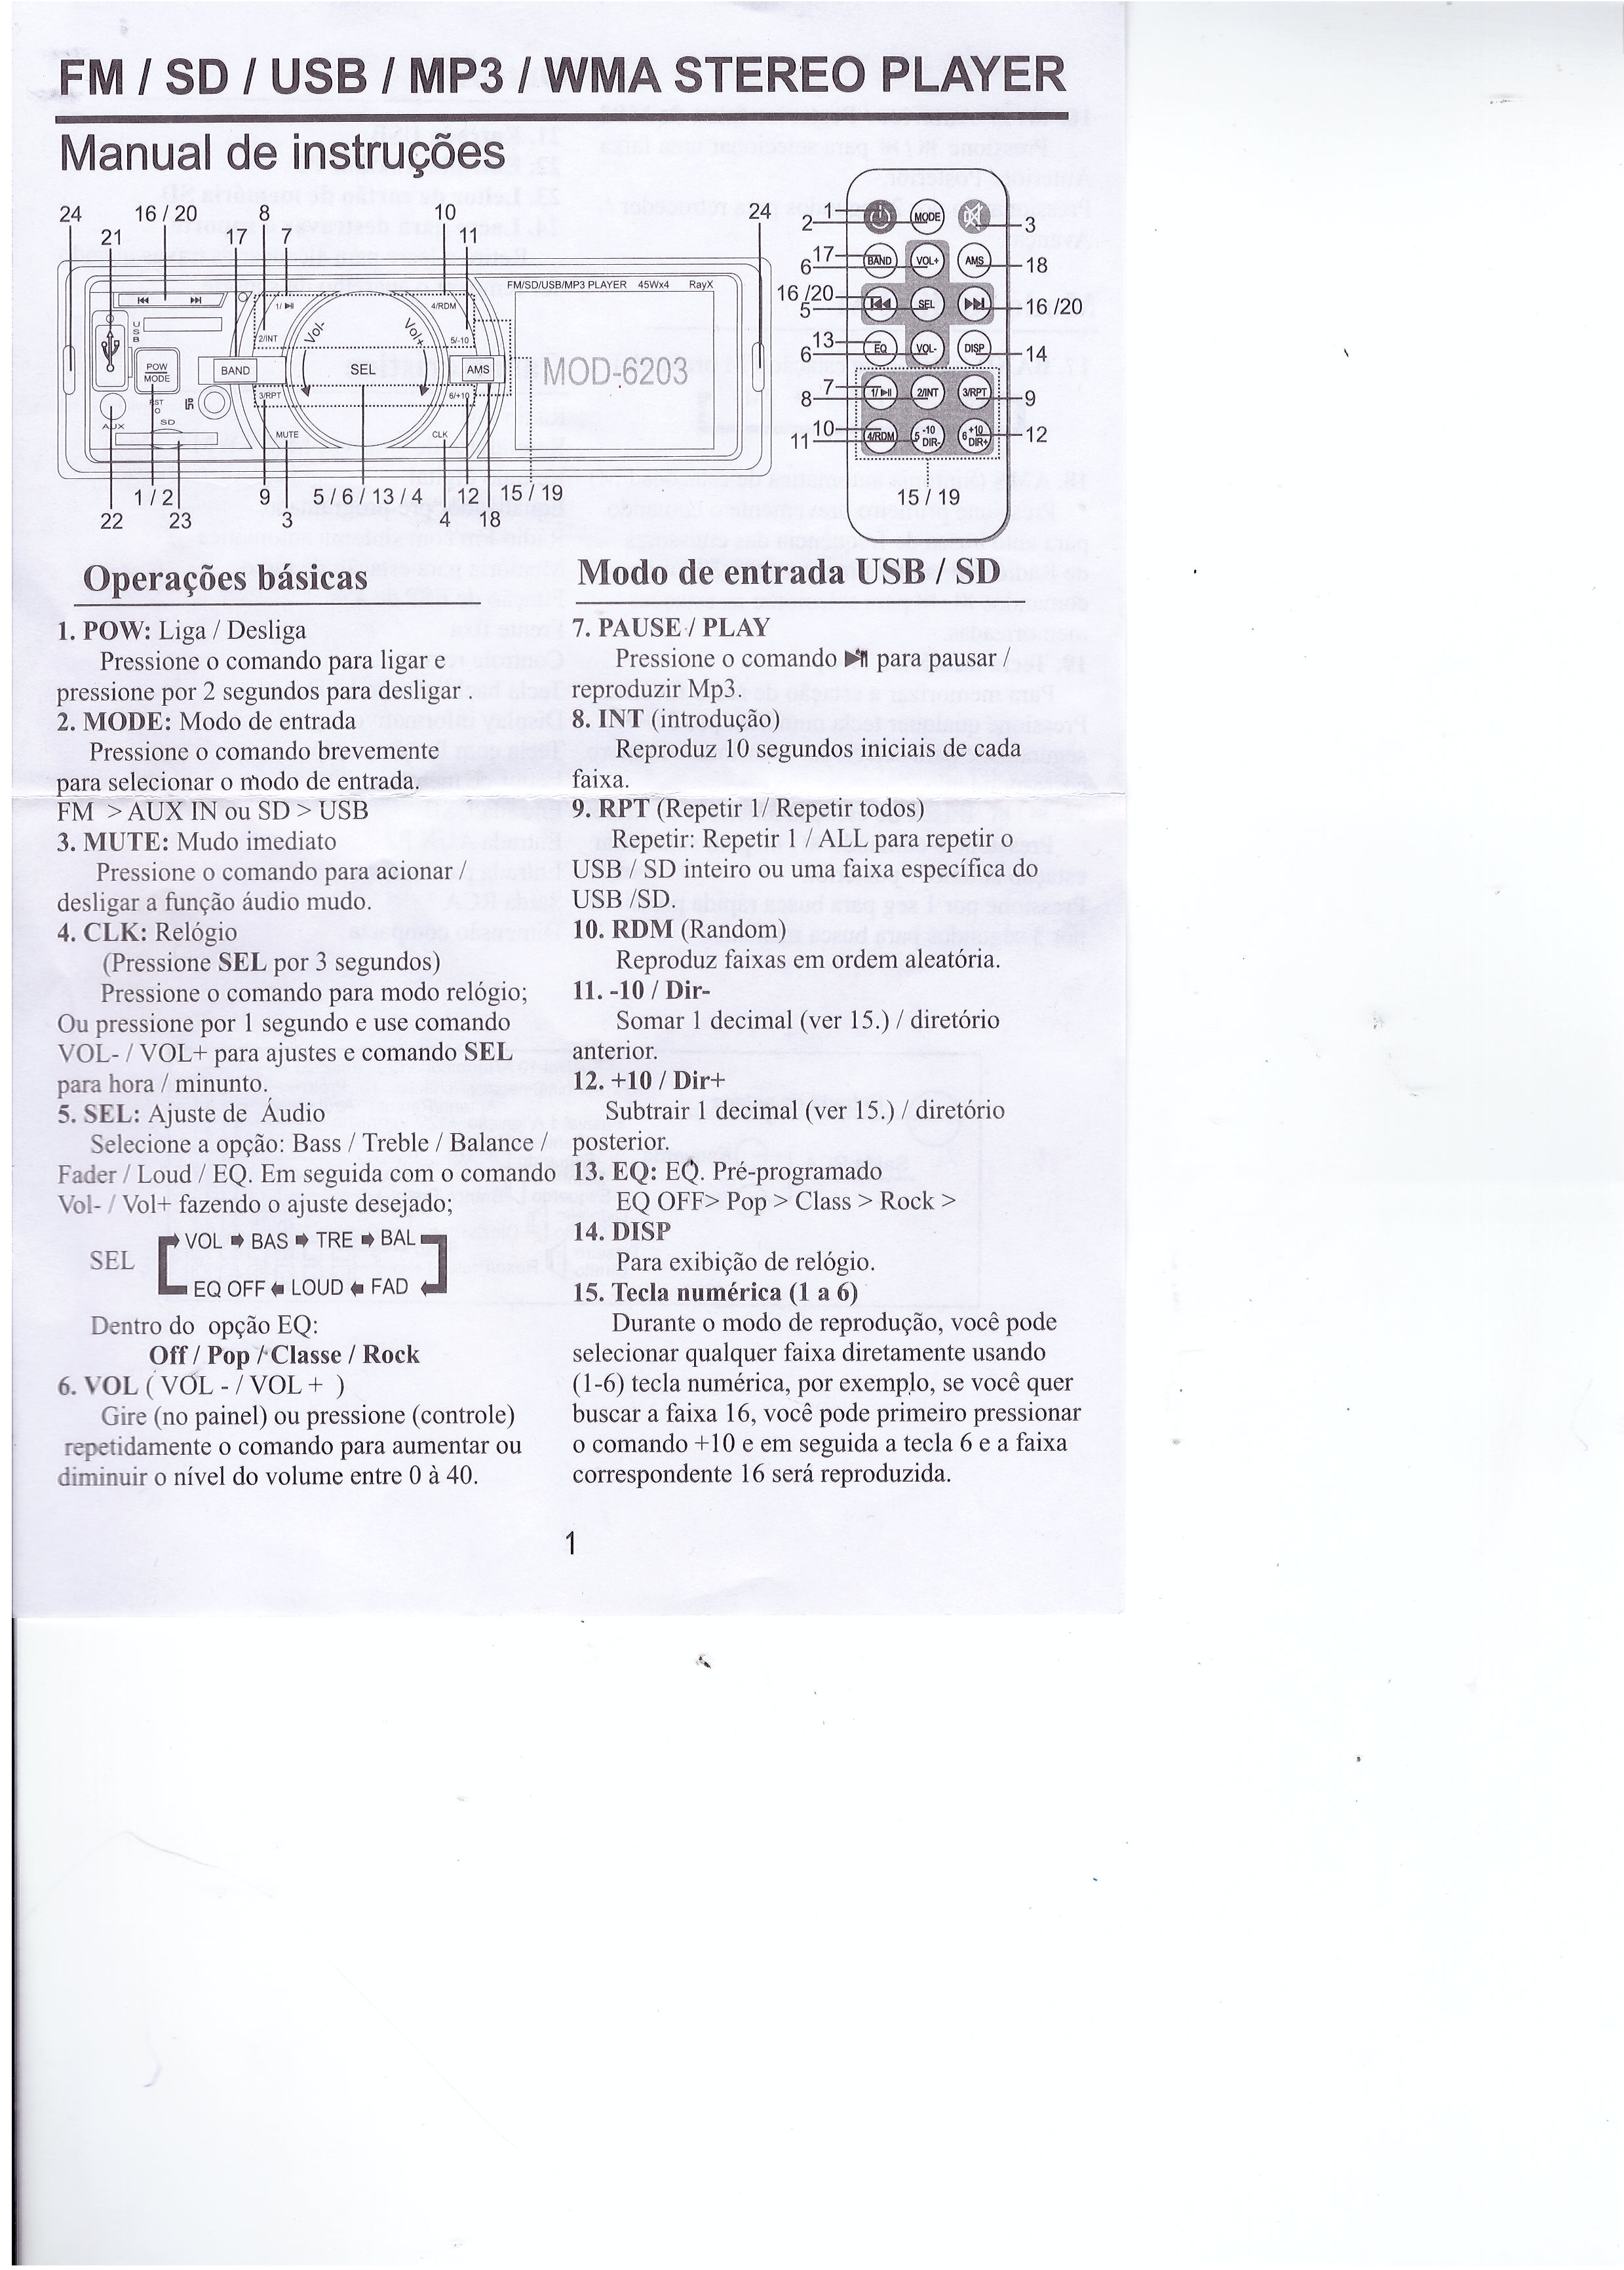 FM / SD / USB / MP3 / WMA STEREO PLAYER
Manual de instruções
24 16 / 20 8 10 24
21 17 7 11
FM/SD/USB/MP3 PLAYER 45Wx4 RayX
1/ 4/RDM
USB
2/INT Vol- Vol+ 5/-10
POW
MODE
BAND SEL AMS
MOD-6203
3/RPT 6/+10
RST
AUX SD
MUTE CLK
1 / 2 9 5 / 6 / 13 / 4 12 15 / 19
22 23 3 4 18
1 MODE 3
2
17 BAND VOL+ AMS 18
6
16 /20 SEL 16 /20
5
13 EQ VOL- DISP 14
6
7 1/ 2/INT 3/RPT 9
8
10 4/RDM 5 -10 DIR- 6 +10 DIR+ 12
11
15 / 19
Operações básicas
1. POW: Liga / Desliga
Pressione o comando para ligar e
pressione por 2 segundos para desligar .
2. MODE: Modo de entrada
Pressione o comando brevemente
para selecionar o modo de entrada.
FM > AUX IN ou SD > USB
3. MUTE: Mudo imediato
Pressione o comando para acionar /
desligar a função áudio mudo.
4. CLK: Relógio
(Pressione SEL por 3 segundos)
Pressione o comando para modo relógio;
Ou pressione por 1 segundo e use comando
VOL- / VOL+ para ajustes e comando SEL
para hora / minunto.
5. SEL: Ajuste de Áudio
Selecione a opção: Bass / Treble / Balance /
Fader / Loud / EQ. Em seguida com o comando
Vol- / Vol+ fazendo o ajuste desejado;
SEL
VOL ➧ BAS ➧ TRE ➧ BAL
EQ OFF LOUD FAD
Dentro do opção EQ:
Off / Pop / Classe / Rock
6. VOL ( VOL - / VOL + )
Gire (no painel) ou pressione (controle)
repetidamente o comando para aumentar ou
diminuir o nível do volume entre 0 à 40.
Modo de entrada USB / SD
7. PAUSE / PLAY
Pressione o comando para pausar /
reproduzir Mp3.
8. INT (introdução)
Reproduz 10 segundos iniciais de cada
faixa.
9. RPT (Repetir 1/ Repetir todos)
Repetir: Repetir 1 / ALL para repetir o
USB / SD inteiro ou uma faixa específica do
USB /SD.
10. RDM (Random)
Reproduz faixas em ordem aleatória.
11. -10 / Dir-
Somar 1 decimal (ver 15.) / diretório
anterior.
12. +10 / Dir+
Subtrair 1 decimal (ver 15.) / diretório
posterior.
13. EQ: EQ. Pré-programado
EQ OFF> Pop > Class > Rock >
14. DISP
Para exibição de relógio.
15. Tecla numérica (1 a 6)
Durante o modo de reprodução, você pode
selecionar qualquer faixa diretamente usando
(1-6) tecla numérica, por exemplo, se você quer
buscar a faixa 16, você pode primeiro pressionar
o comando +10 e em seguida a tecla 6 e a faixa
correspondente 16 será reproduzida.
1